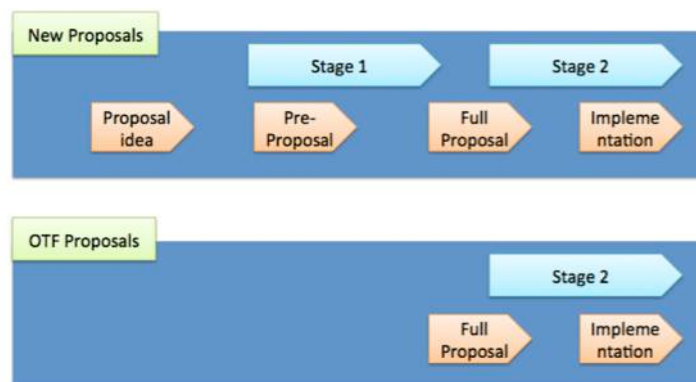 New Proposals
Stage 1
Stage 2
Proposal
idea
Pre-
Proposal
Full
Proposal
Impleme
ntation
OTF Proposals
Stage 2
Full
Proposal
Impleme
ntation